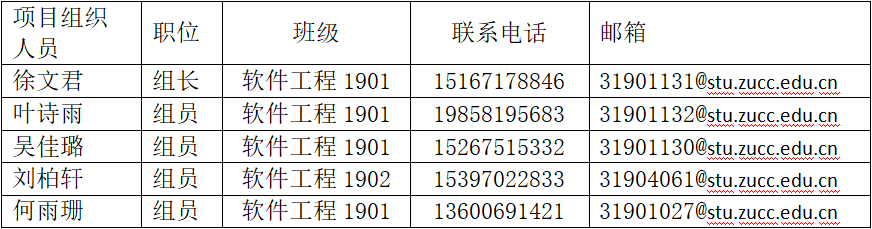 项目组织人员 职位 班级 联系电话 邮箱
徐文君 组长 软件工程 1901 15167178846 31901131@stu.zucc.edu.cn
叶诗雨 组员 软件工程 1901 19858195683 31901132@stu.zucc.edu.cn
吴佳璐 组员 软件工程 1901 15267515332 31901130@stu.zucc.edu.cn
刘柏轩 组员 软件工程 1902 15397022833 31904061@stu.zucc.edu.cn
何雨珊 组员 软件工程 1901 13600691421 31901027@stu.zucc.edu.cn